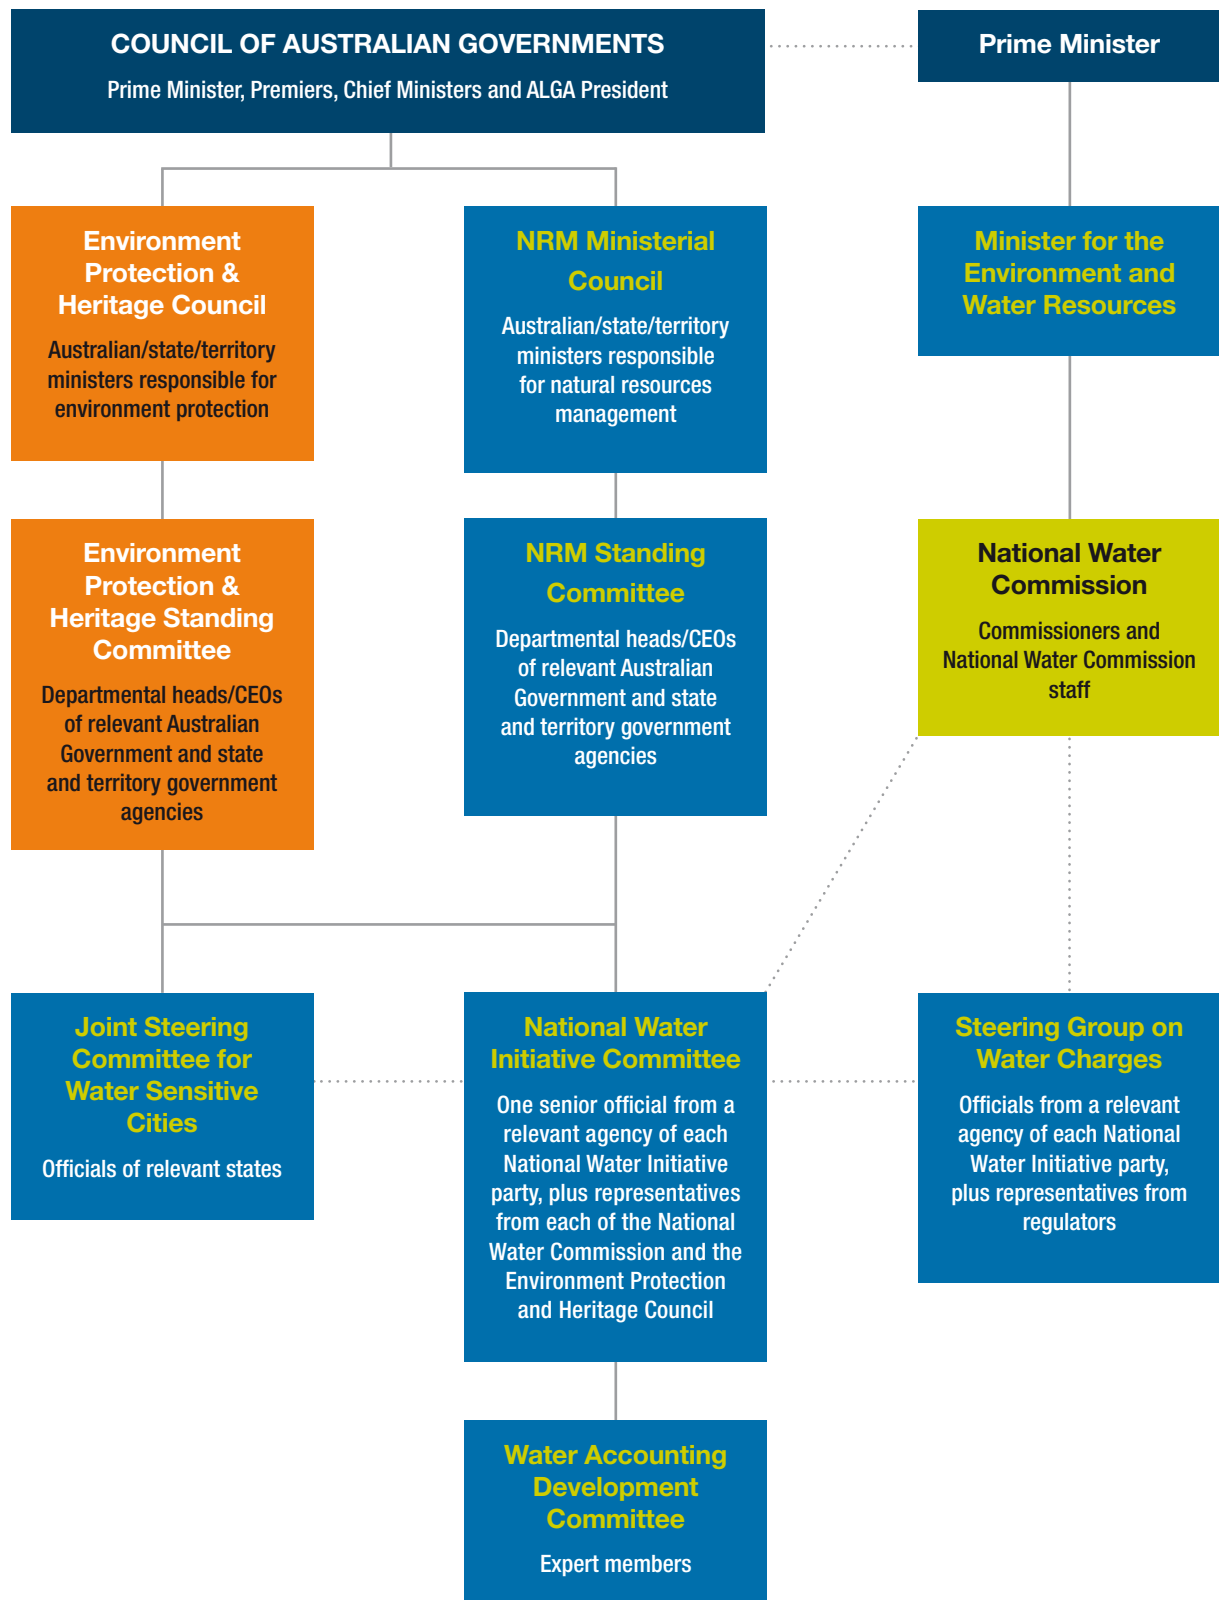 COUNCIL OF AUSTRALIAN GOVERNMENTS
Prime Minister, Premiers, Chief Ministers and ALGA President
Prime Minister
Environment
Protection &
Heritage Council
Australian/state/territory
ministers responsible for
environment protection
NRM Ministerial
Council
Australian/state/territory
ministers responsible
for natural resources
management
Minister for the
Environment and
Water Resources
Environment
Protection &
Heritage Standing
Committee
Departmental heads/CEOs
of relevant Australian
Government and state
and territory government
agencies
NRM Standing
Committee
Departmental heads/CEOs
of relevant Australian
Government and state
and territory government
agencies
National Water
Commission
Commissioners and
National Water Commission
staff
Joint Steering
Committee for
Water Sensitive
Cities
Officials of relevant states
National Water
Initiative Committee
One senior official from a
relevant agency of each
National Water Initiative
party, plus representatives
from each of the National
Water Commission and the
Environment Protection
and Heritage Council
Steering Group on
Water Charges
Officials from a relevant
agency of each National
Water Initiative party,
plus representatives from
regulators
Water Accounting
Development
Committee
Expert members